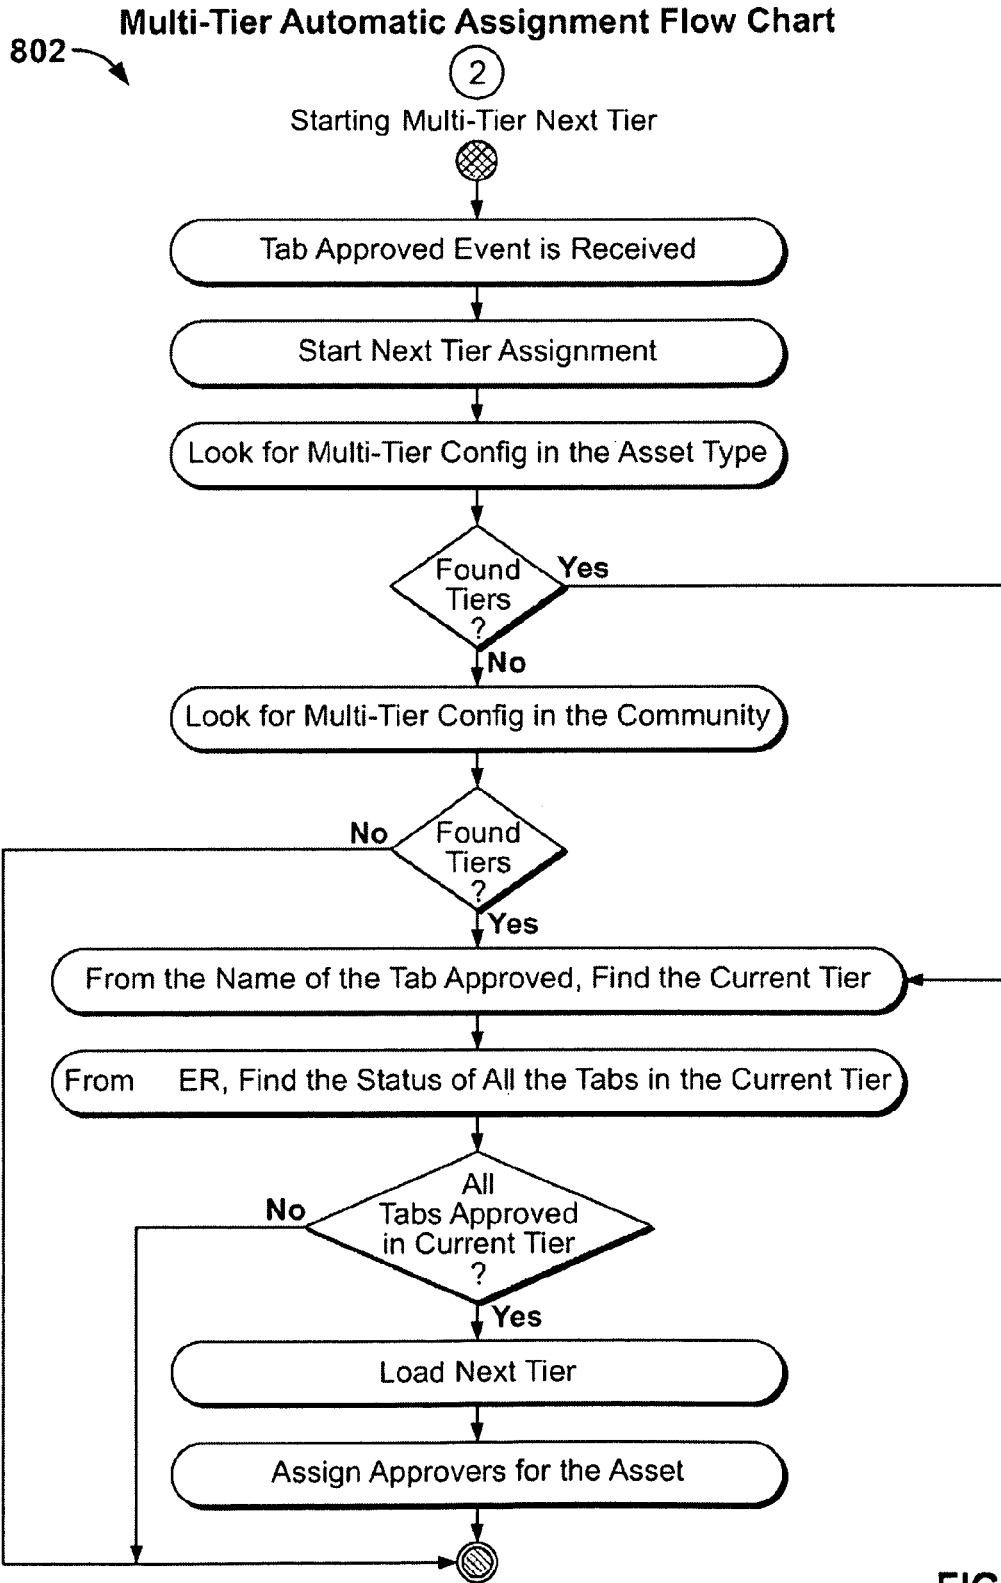 Multi-Tier Automatic Assignment Flow Chart
802
2
Starting Multi-Tier Next Tier
Tab Approved Event is Received
Start Next Tier Assignment
Look for Multi-Tier Config in the Asset Type
Found
Tiers
?
Yes
No
Look for Multi-Tier Config in the Community
No
Found
Tiers
?
Yes
From the Name of the Tab Approved, Find the Current Tier
From ER, Find the Status of All the Tabs in the Current Tier
No
All
Tabs Approved
in Current Tier
?
Yes
Load Next Tier
Assign Approvers for the Asset
FIG